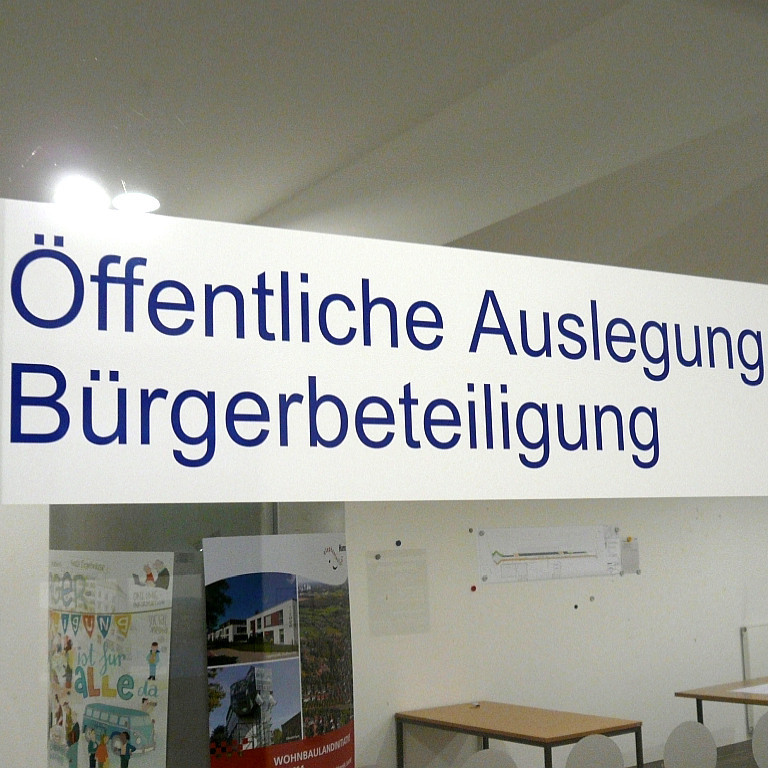 Öffentliche Auslegung
Bürgerbeteiligung
ist für
alle da
WOHNBAULANDINITIATIVE